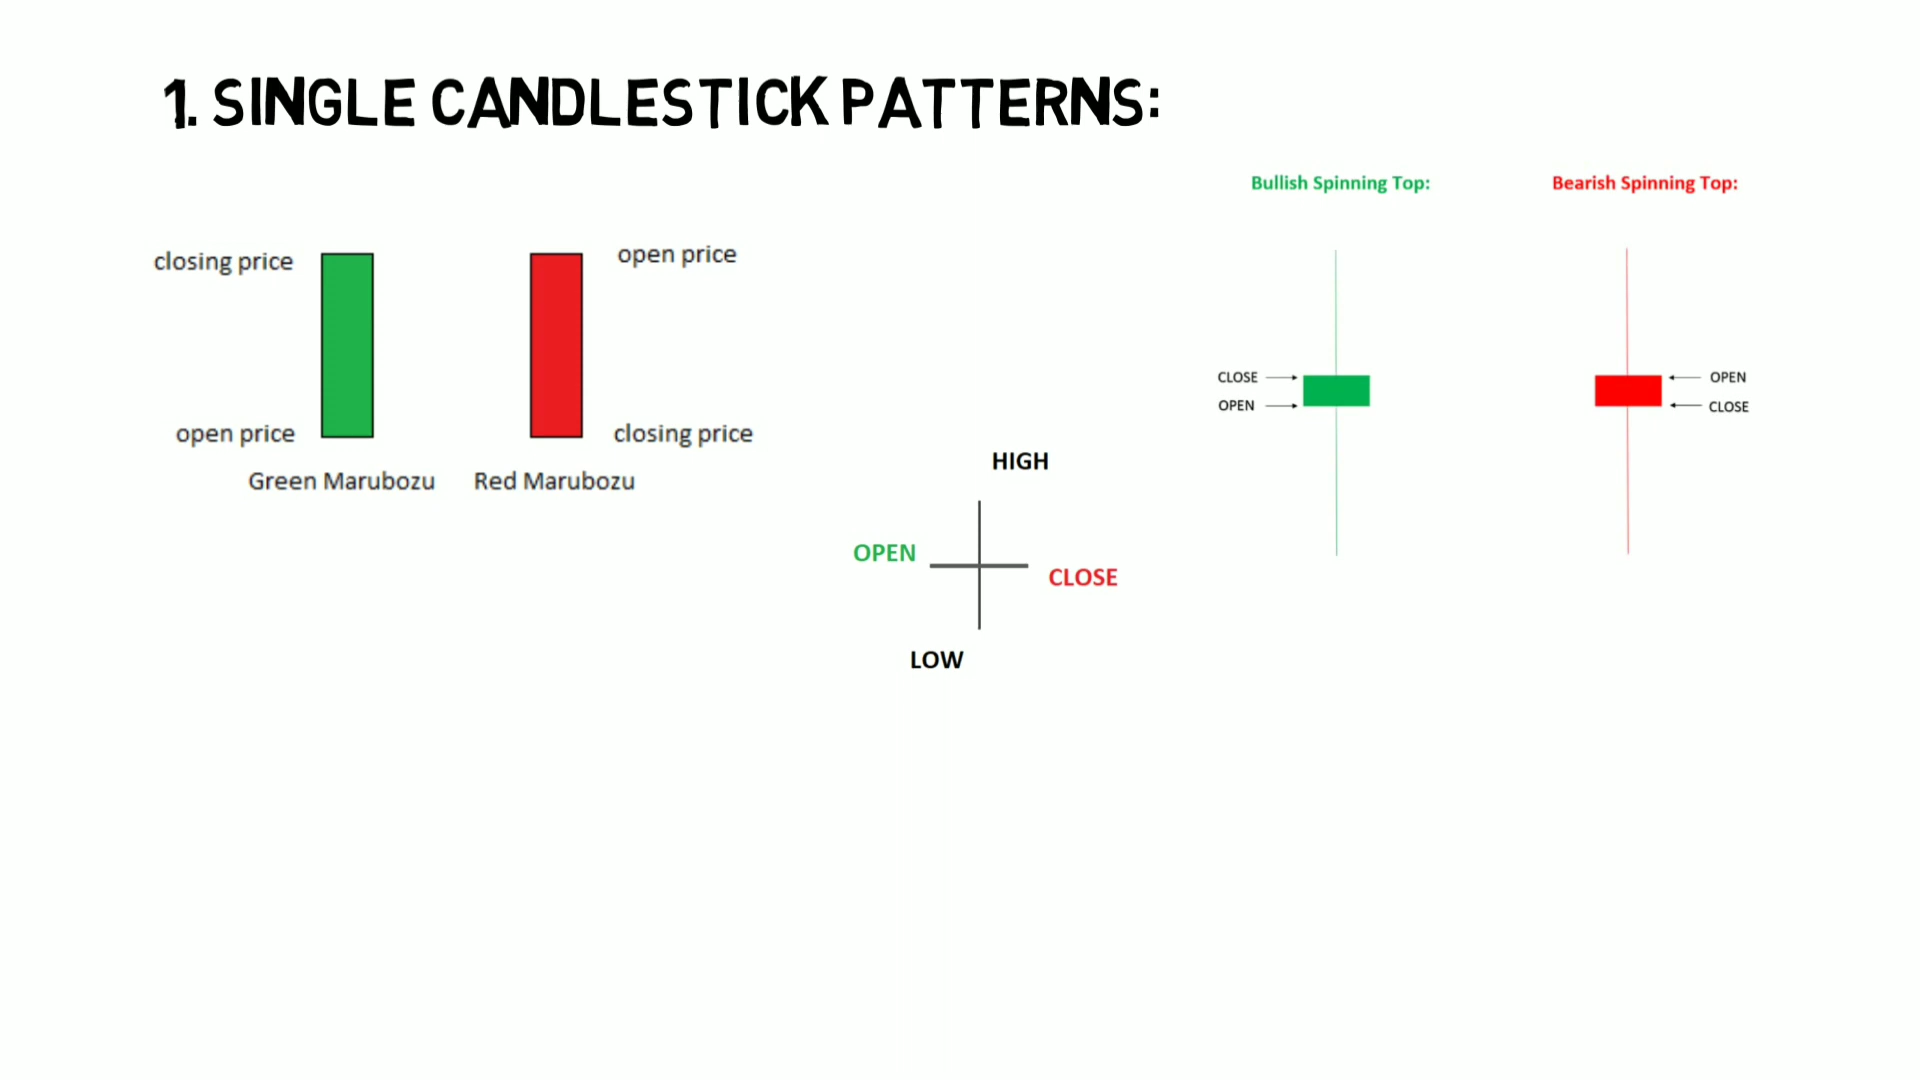 1. SINGLE CANDLESTICK PATTERNS:
closing price
open price
open price
closing price
Green Marubozu
Red Marubozu
HIGH
OPEN
CLOSE
LOW
Bullish Spinning Top:
CLOSE
OPEN
Bearish Spinning Top:
OPEN
CLOSE